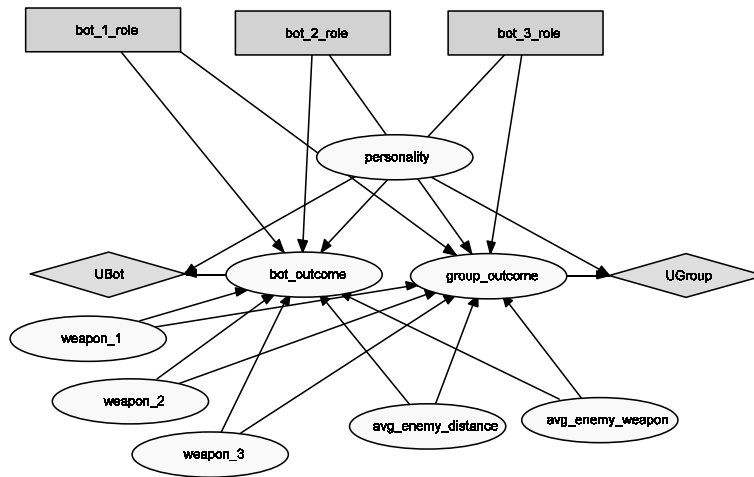 bot_1_role
bot_2_role
bot_3_role
personality
UBot
bot_outcome
group_outcome
UGroup
weapon_1
weapon_2
avg_enemy_distance
avg_enemy_weapon
weapon_3